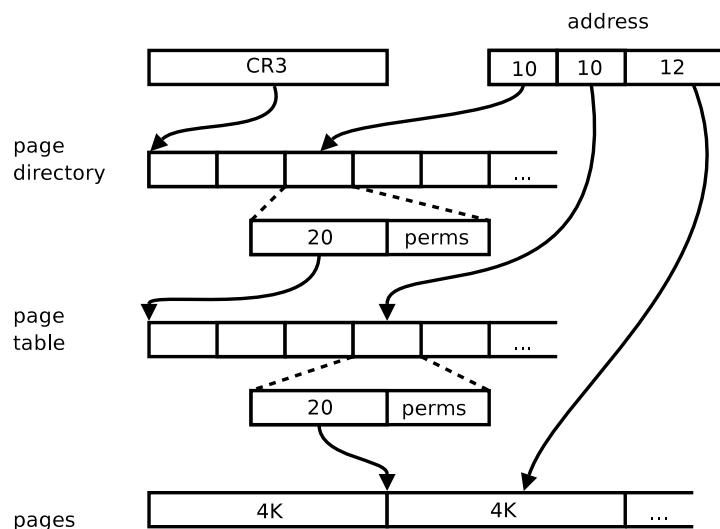 address
CR3
10 10 12
page
directory
...
20 perms
page
table
...
20 perms
pages
4K 4K ...